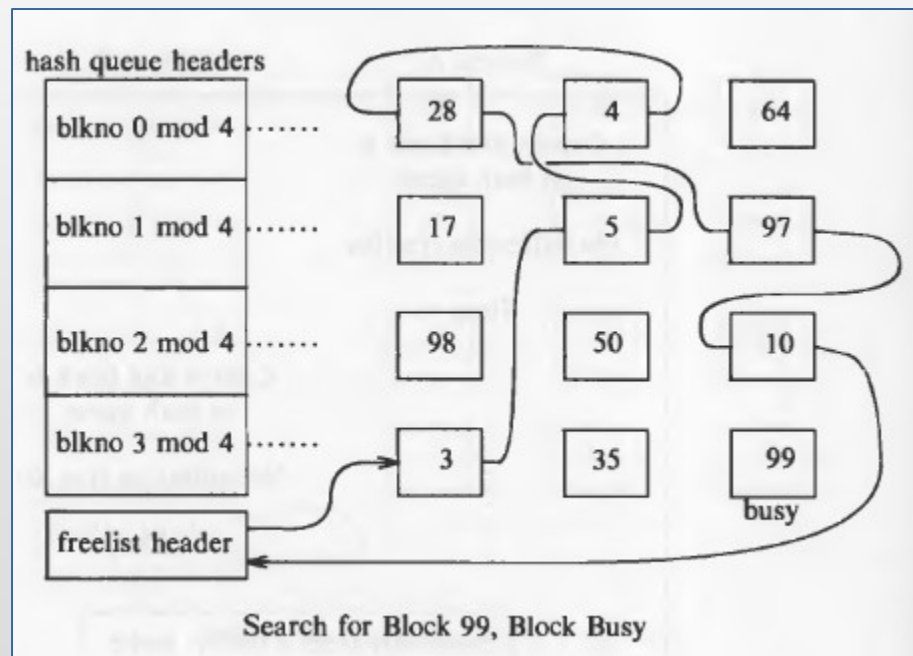 hash queue headers
blkno 0 mod 4 ...... 28 4 64
blkno 1 mod 4 ...... 17 5 97
blkno 2 mod 4 ...... 98 50 10
blkno 3 mod 4 ...... 3 35 99
busy
freelist header
Search for Block 99, Block Busy